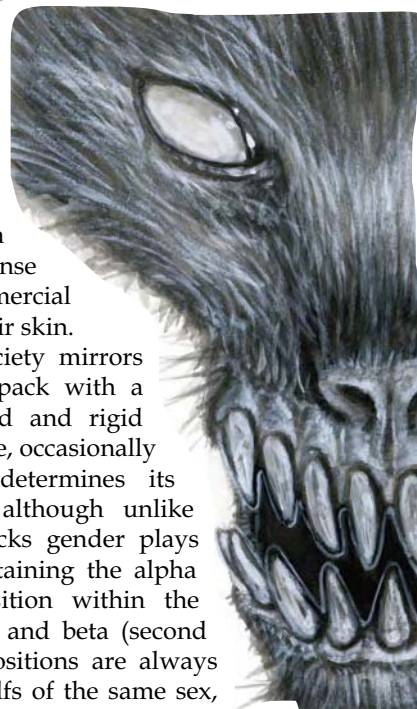 nse
mercial
ir skin.
ciety mirrors
pack with a
d and rigid
e, occasionally
determines its
although unlike
cks gender plays
taining the alpha
sition within the
and beta (second
ositions are always
lfs of the same sex,